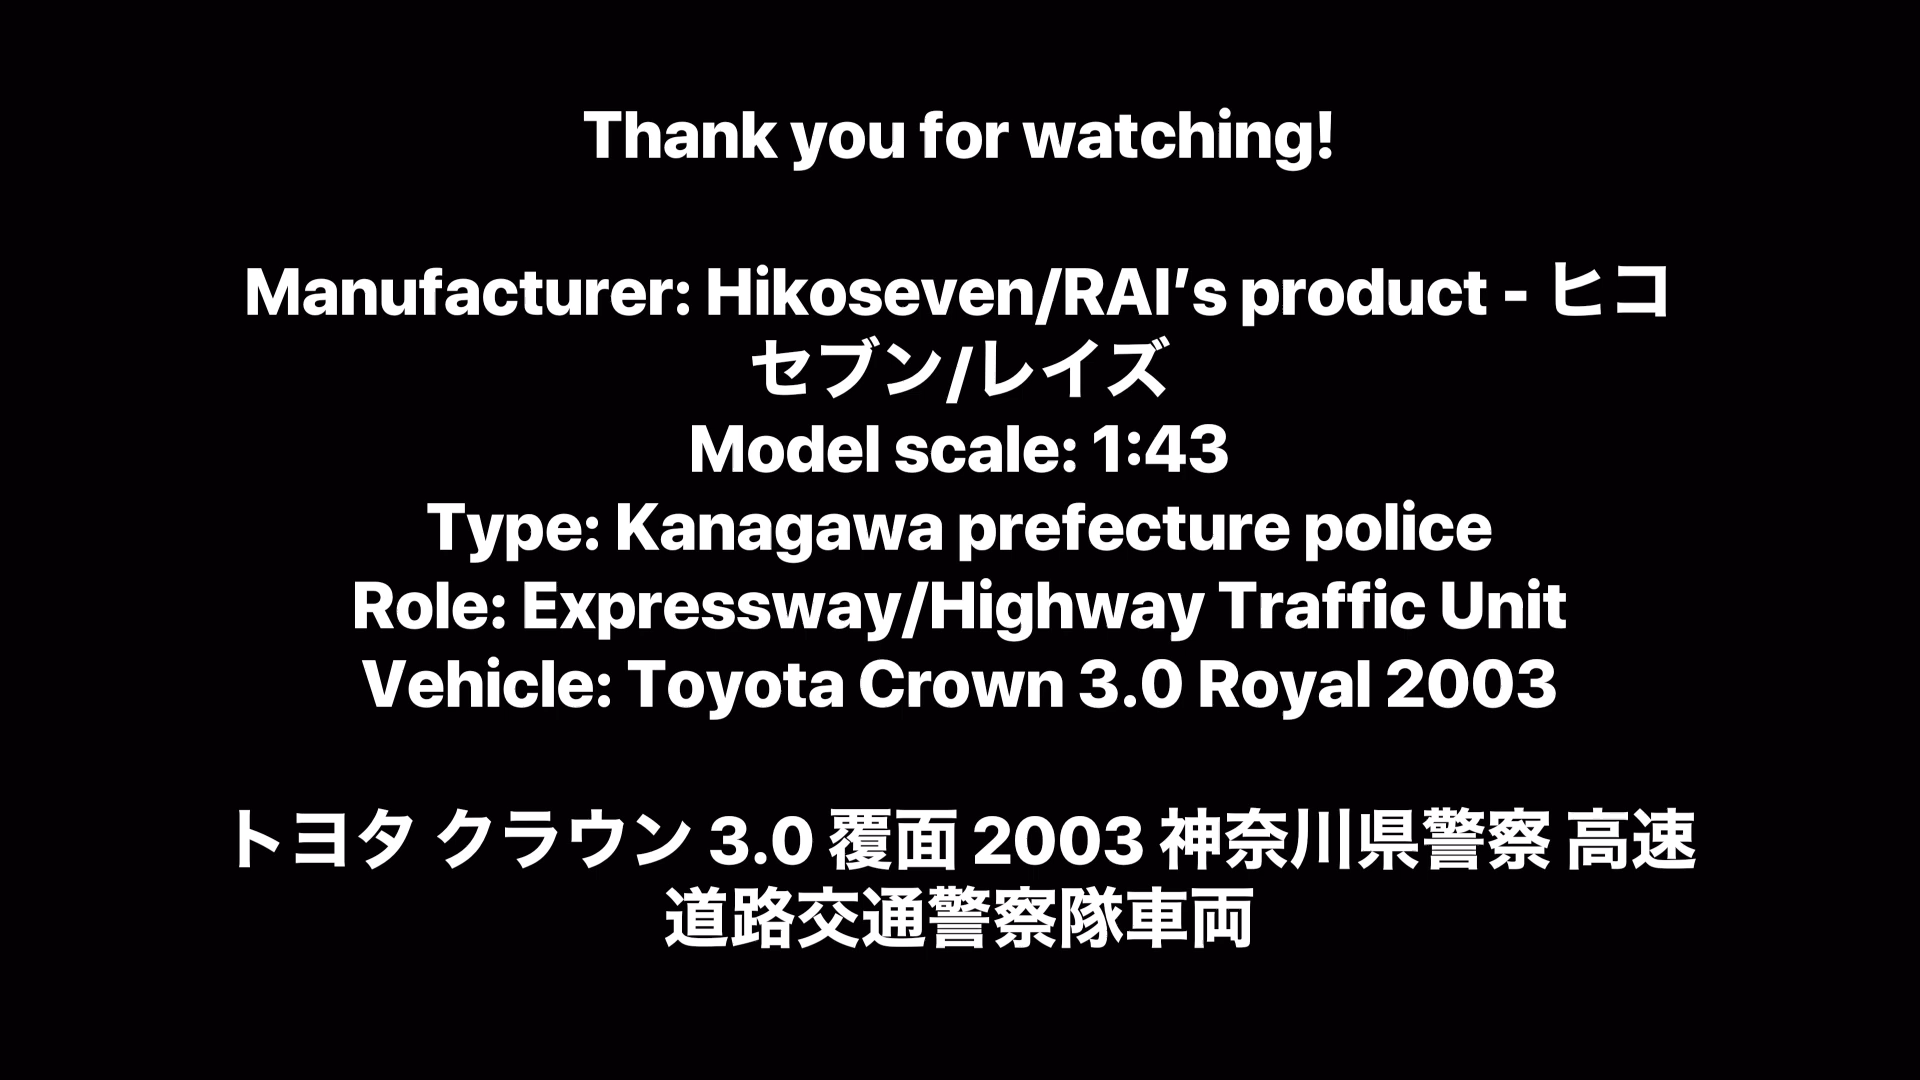 Thank you for watching!
Manufacturer: Hikoseven/RAI’s product - ヒコ
セブン/レイズ
Model scale: 1:43
Type: Kanagawa prefecture police
Role: Expressway/Highway Traffic Unit
Vehicle: Toyota Crown 3.0 Royal 2003
トヨタ クラウン 3.0 覆面 2003 神奈川県警察 高速
道路交通警察隊車両